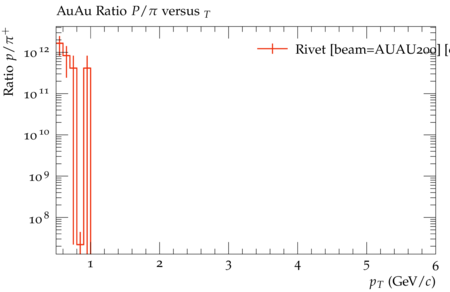 AuAu Ratio P/π versus T
Rivet [beam=AUAU200] [
Ratio p/π⁺
10¹²
10¹¹
10¹⁰
10⁹
10⁸
1 2 3 4 5 6
p_T (GeV/c)